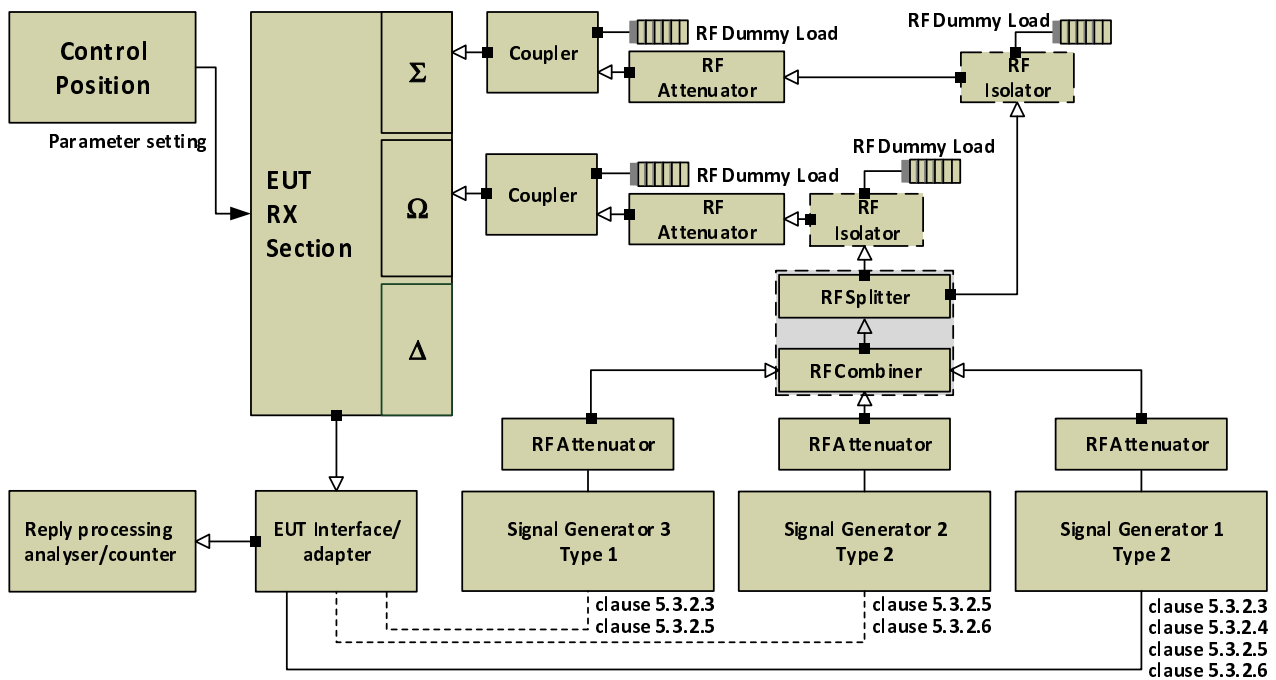 Control
Position
Parameter setting
EUT
RX
Section
Σ
Ω
Δ
Coupler
RF Dummy Load
RF
Attenuator
RF Dummy Load
RF
Isolator
Coupler
RF Dummy Load
RF
Attenuator
RF Dummy Load
RF
Isolator
RF Splitter
RF Combiner
RF Attenuator
RF Attenuator
RF Attenuator
Reply processing
analyser/counter
EUT Interface/
adapter
Signal Generator 3
Type 1
Signal Generator 2
Type 2
Signal Generator 1
Type 2
clause 5.3.2.3
clause 5.3.2.5
clause 5.3.2.5
clause 5.3.2.6
clause 5.3.2.3
clause 5.3.2.4
clause 5.3.2.5
clause 5.3.2.6